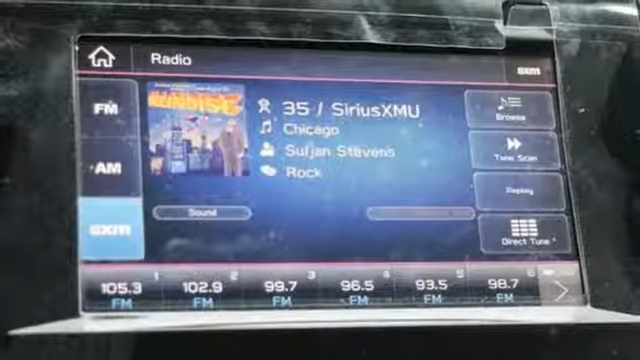 Radio
sxm
FM
AM
sxm
ILLINOISE
35 / SiriusXMU
Chicago
Sufjan Stevens
Rock
Sound
Browse
Tune Scan
Replay
Direct Tune
1 2 3 4 5 6
105.3 102.9 99.7 96.5 93.5 98.7
FM FM FM FM FM FM